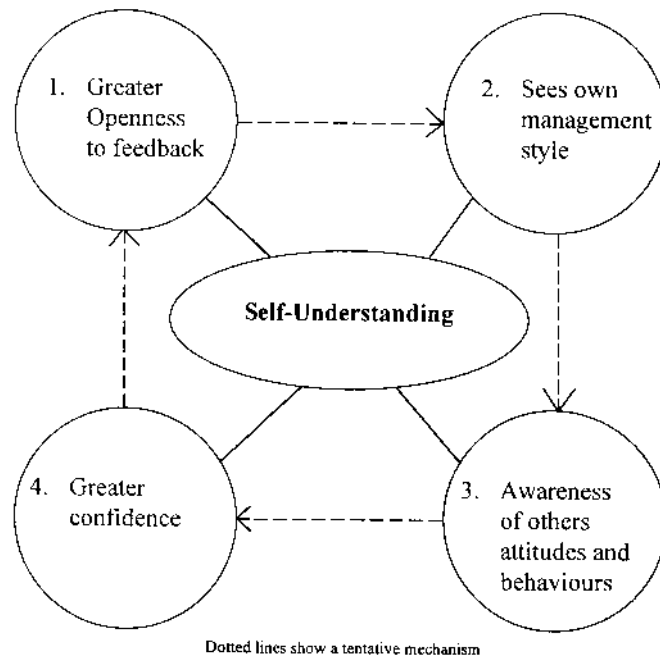 1. Greater
Openness
to feedback
2. Sees own
management
style
Self-Understanding
4. Greater
confidence
3. Awareness
of others
attitudes and
behaviours
Dotted lines show a tentative mechanism